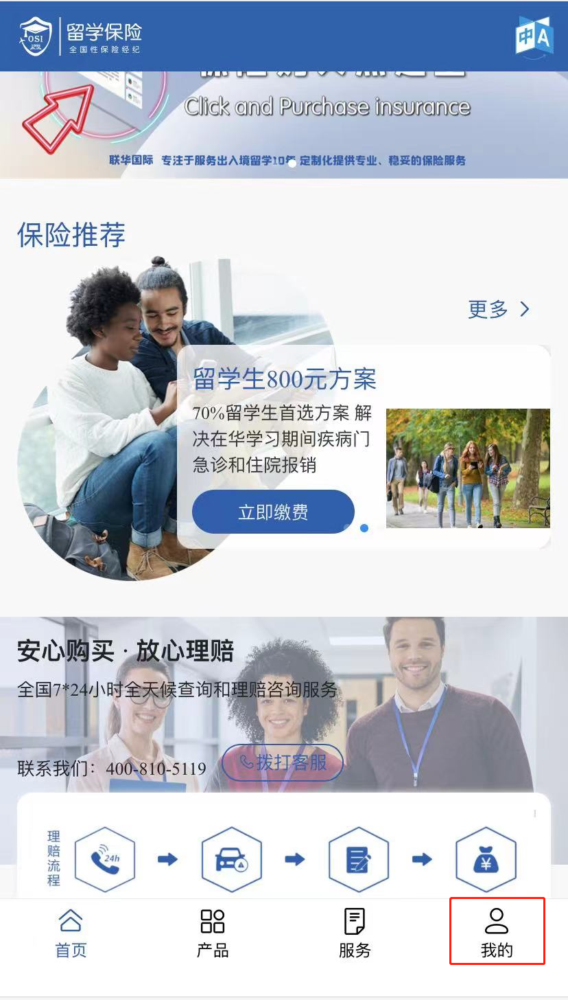 OSI
1998
留学保险
全国性保险经纪
中A
Click and Purchase insurance
联华国际 专注于服务出入境留学10年 定制化提供专业、稳妥的保险服务
保险推荐
更多
留学生800元方案
70%留学生首选方案 解
决在华学习期间疾病门
急诊和住院报销
立即缴费
安心购买 · 放心理赔
全国7*24小时全天候查询和理赔咨询服务
联系我们：400-810-5119
拨打客服
理赔流程
24h
¥
首页
产品
服务
我的